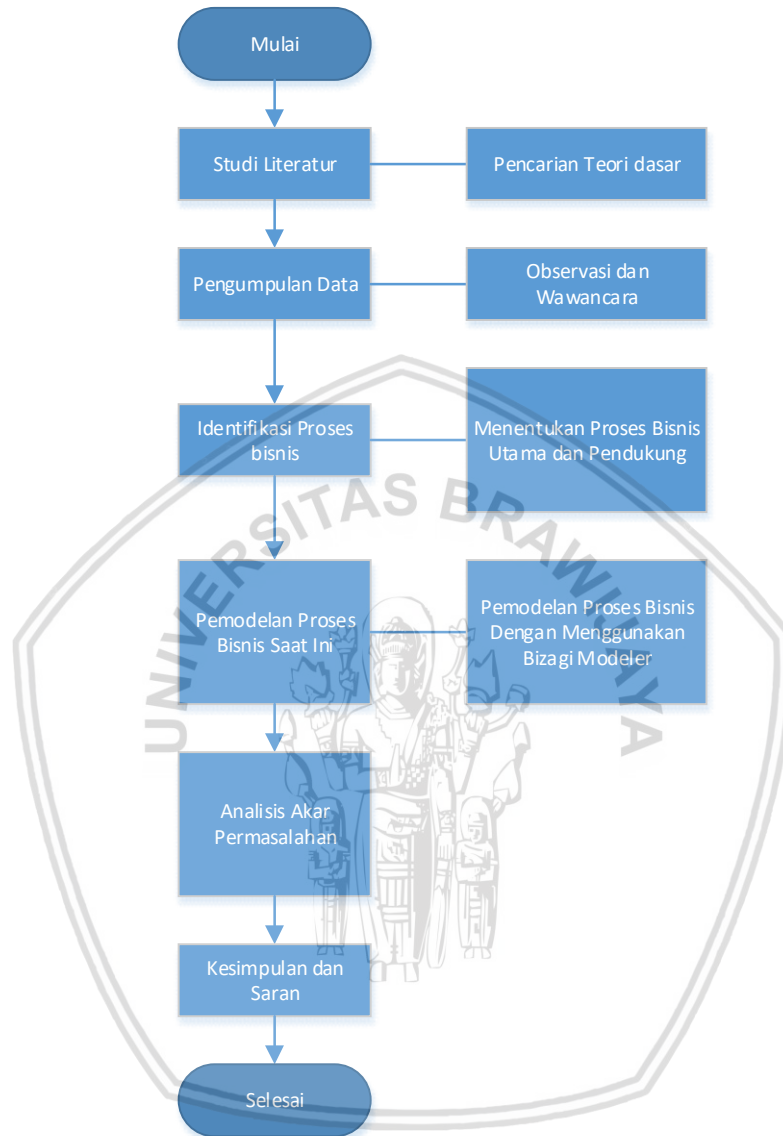 Mulai
Studi Literatur
Pencarian Teori dasar
Pengumpulan Data
Observasi dan
Wawancara
Identifikasi Proses
bisnis
Menentukan Proses Bisnis
Utama dan Pendukung
UNIVERSITAS BRAWIJAYA
Pemodelan Proses
Bisnis Saat Ini
Pemodelan Proses Bisnis
Dengan Menggunakan
Bizagi Modeler
Analisis Akar
Permasalahan
Kesimpulan dan
Saran
Selesai